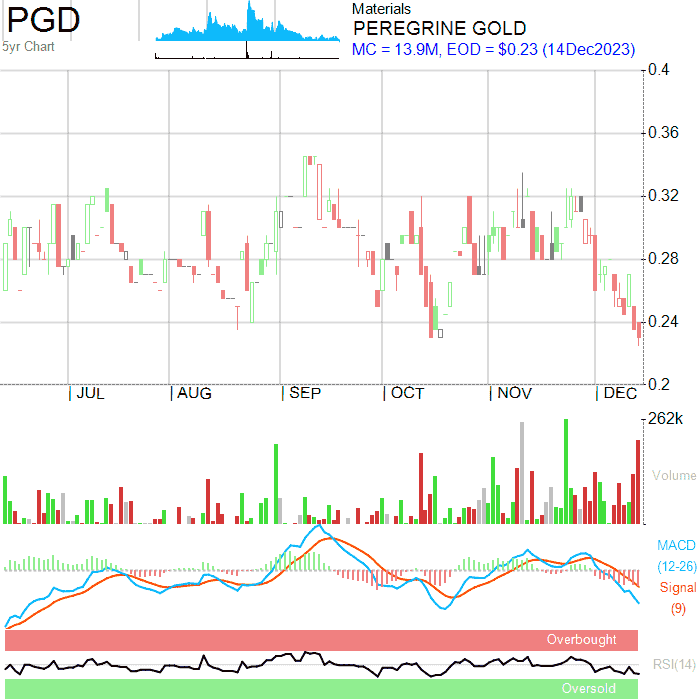 PGD
5yr Chart
Materials
PEREGRINE GOLD
MC = 13.9M, EOD = $0.23 (14Dec2023)
0.4
0.36
0.32
0.28
0.24
0.2
JUL AUG SEP OCT NOV DEC
262k
Volume
MACD
(12-26)
Signal
(9)
Overbought
RSI(14)
Oversold